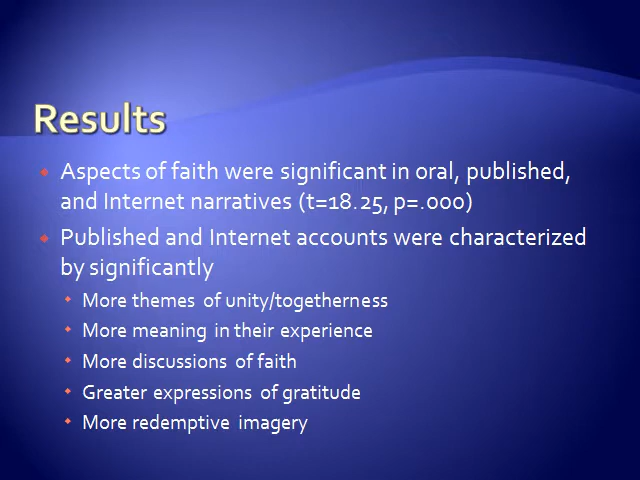 Results
Aspects of faith were significant in oral, published,
and Internet narratives (t=18.25, p=.000)
Published and Internet accounts were characterized
by significantly
More themes of unity/togetherness
More meaning in their experience
More discussions of faith
Greater expressions of gratitude
More redemptive imagery